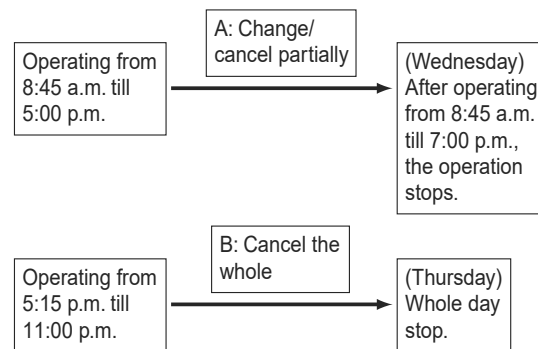 A: Change/
cancel partially
Operating from
8:45 a.m. till
5:00 p.m.
(Wednesday)
After operating
from 8:45 a.m.
till 7:00 p.m.,
the operation
stops.
B: Cancel the
whole
Operating from
5:15 p.m. till
11:00 p.m.
(Thursday)
Whole day
stop.